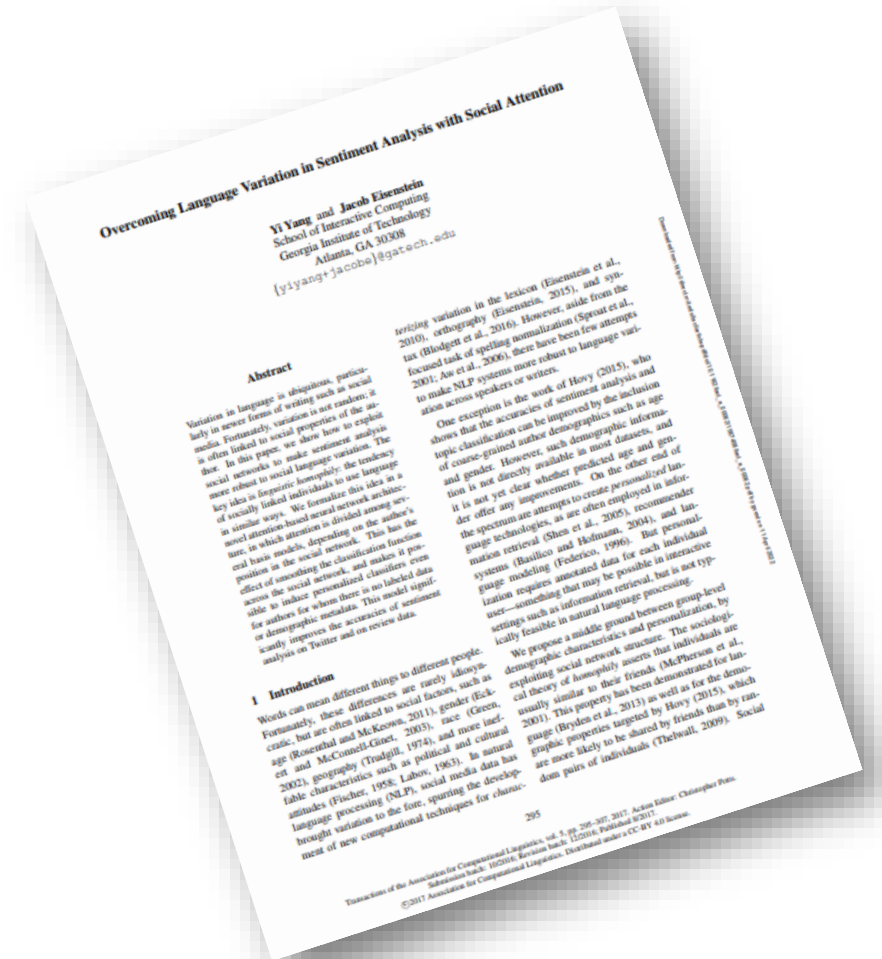 Overcoming Language Variation in Sentiment Analysis with Social Attention
Yi Yang and Jacob Eisenstein
School of Interactive Computing
Georgia Institute of Technology
Atlanta, GA 30308
{yiyang+jacobe}@gatech.edu
Abstract
Variation in language is ubiquitous, particu-
larly in newer forms of writing such as social
media. Fortunately, variation is not random; it
is often linked to social properties of the au-
thor. In this paper, we show how to exploit
social networks to make sentiment analysis
more robust to social language variation. The
key idea is linguistic homophily: the tendency
of socially linked individuals to use language
in similar ways. We formalize this idea in a
novel attention-based neural network architec-
ture, in which attention is divided among sev-
eral basis models, depending on the author's
position in the social network. This has the
effect of smoothing the classification function
across the social network, and makes it pos-
sible to induce personalized classifiers even
for authors for whom there is no labeled data
or demographic metadata. This model signif-
icantly improves the accuracies of sentiment
analysis on Twitter and on review data.
1 Introduction
Words can mean different things to different people.
Fortunately, these differences are rarely idiosyn-
cratic, but are often linked to social factors, such as
age (Rosenthal and McKeown, 2011), gender (Eck-
ert and McConnell-Ginet, 2003), race (Green,
2002), geography (Trudgill, 1974), and more inef-
fable characteristics such as political and cultural
attitudes (Fischer, 1958; Labov, 1963). In natural
language processing (NLP), social media data has
brought variation to the fore, spurring the develop-
ment of new computational techniques for charac-
terizing variation in the lexicon (Eisenstein et al.,
2010), orthography (Eisenstein, 2015), and syn-
tax (Blodgett et al., 2016). However, aside from the
focused task of spelling normalization (Sproat et al.,
2001; Aw et al., 2006), there have been few attempts
to make NLP systems more robust to language vari-
ation across speakers or writers.
One exception is the work of Hovy (2015), who
shows that the accuracies of sentiment analysis and
topic classification can be improved by the inclusion
of coarse-grained author demographics such as age
and gender. However, such demographic informa-
tion is not directly available in most datasets, and
it is not yet clear whether predicted age and gen-
der offer any improvements. On the other end of
the spectrum are attempts to create personalized lan-
guage technologies, as are often employed in infor-
mation retrieval (Shen et al., 2005), recommender
systems (Basilico and Hofmann, 2004), and lan-
guage modeling (Federico, 1996). But personal-
ization requires annotated data for each individual
user—something that may be possible in interactive
settings such as information retrieval, but is not typ-
ically feasible in natural language processing.
We propose a middle ground between group-level
demographic characteristics and personalization, by
exploiting social network structure. The sociologi-
cal theory of homophily asserts that individuals are
usually similar to their friends (McPherson et al.,
2001). This property has been demonstrated for lan-
guage (Bryden et al., 2013) as well as for the demo-
graphic properties targeted by Hovy (2015), which
are more likely to be shared by friends than by ran-
dom pairs of individuals (Thelwall, 2009). Social
295
Transactions of the Association for Computational Linguistics, vol. 5, pp. 295–307, 2017. Action Editor: Christopher Potts.
Submission batch: 10/2016; Revision batch: 12/2016; Published 8/2017.
©2017 Association for Computational Linguistics. Distributed under a CC-BY 4.0 license.